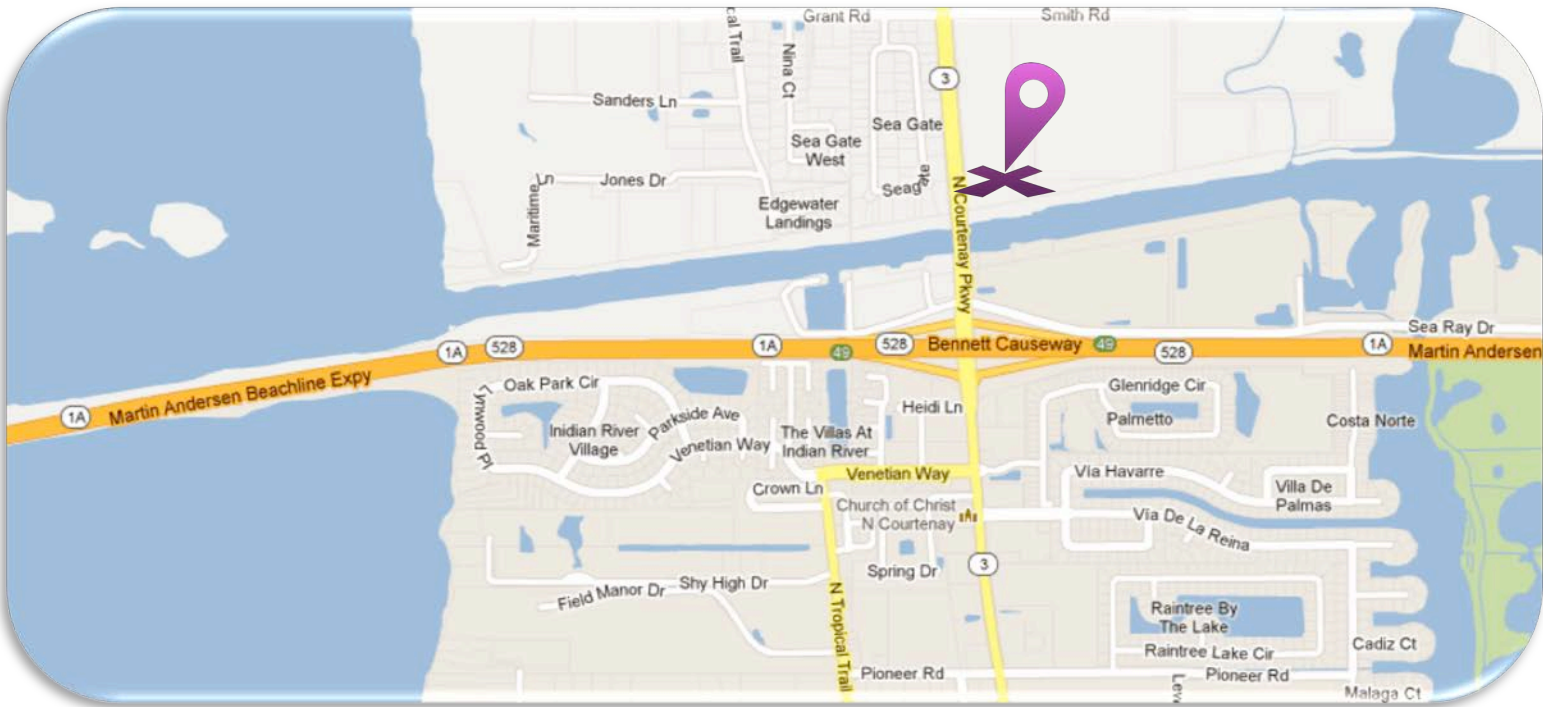 Grant Rd
Smith Rd
cal Trail
Nina Ct
3
Sanders Ln
Sea Gate
Sea Gate
West
Jones Dr
Maritime Ln
Seag
ate
Edgewater
Landings
N Courtenay Pkwy
Sea Ray Dr
1A
528
1A
49
528
Bennett Causeway
49
528
1A
Martin Andersen
1A
Martin Andersen Beachline Expy
Oak Park Cir
Lynwood Pl
Inidian River
Village
Parkside Ave
Venetian Way
The Villas At
Indian River
Heidi Ln
Glenridge Cir
Palmetto
Costa Norte
Venetian Way
Via Havarre
Crown Ln
Villa De
Palmas
Church of Christ
N Courtenay
Via De La Reina
3
Spring Dr
Field Manor Dr
Shy High Dr
N Tropical Trail
Raintree By
The Lake
Raintree Lake Cir
Cadiz Ct
Pioneer Rd
Pioneer Rd
Lev
Malaga Ct